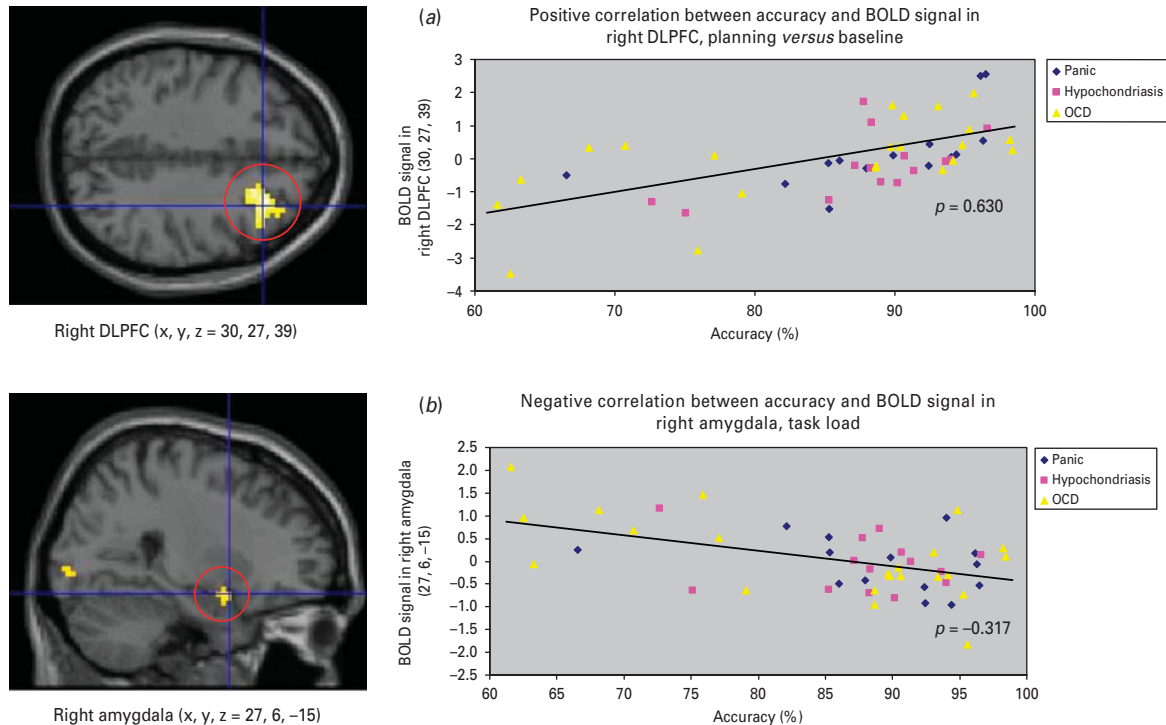 (a) Positive correlation between accuracy and BOLD signal in
right DLPFC, planning versus baseline
3
2
1
0
–1
–2
–3
–4
BOLD signal in
right DLPFC (30, 27, 39)
60 70 80 90 100
Accuracy (%)
p = 0.630
Panic
Hypochondriasis
OCD
Right DLPFC (x, y, z = 30, 27, 39)
(b) Negative correlation between accuracy and BOLD signal in
right amygdala, task load
2.5
2.0
1.5
1.0
0.5
0.0
–0.5
–1.0
–1.5
–2.0
–2.5
BOLD signal in right amygdala
(27, 6, –15)
60 65 70 75 80 85 90 95 100
Accuracy (%)
p = –0.317
Panic
Hypochondriasis
OCD
Right amygdala (x, y, z = 27, 6, –15)